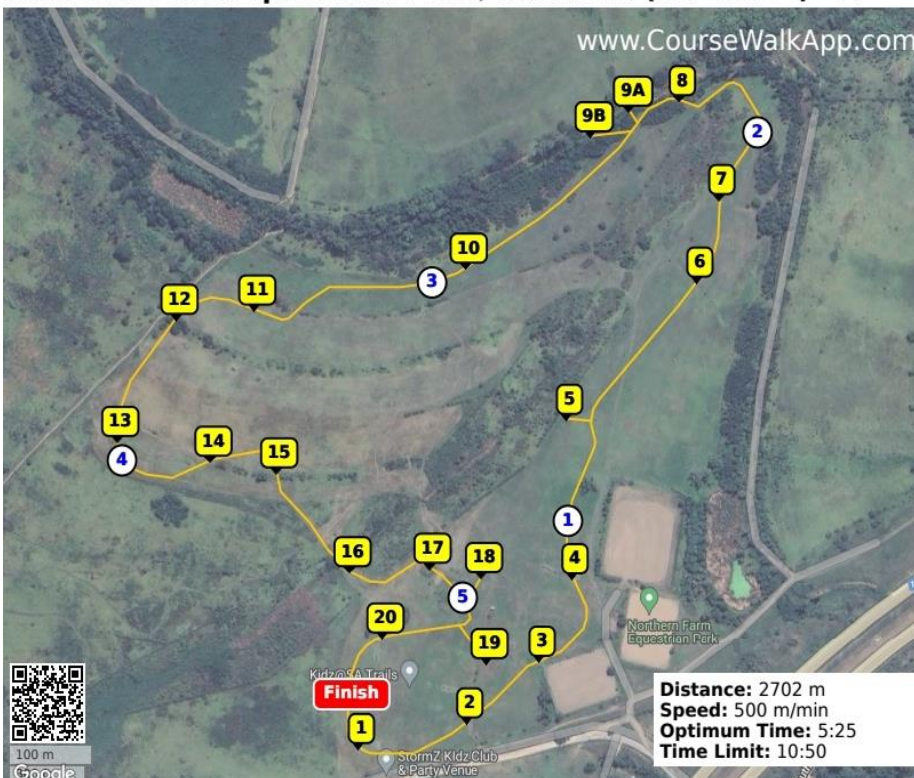 www.CourseWalkApp.com
8
9A
9B
2
7
6
10
3
11
12
5
13
14
15
4
1
4
16
17
18
5
Northern Farm
Equestrian Park
20
19
3
Kidz@SA Trails
Finish
2
1
StormZ KIdz Club
& Party Venue
100 m
Google
Distance: 2702 m
Speed: 500 m/min
Optimum Time: 5:25
Time Limit: 10:50